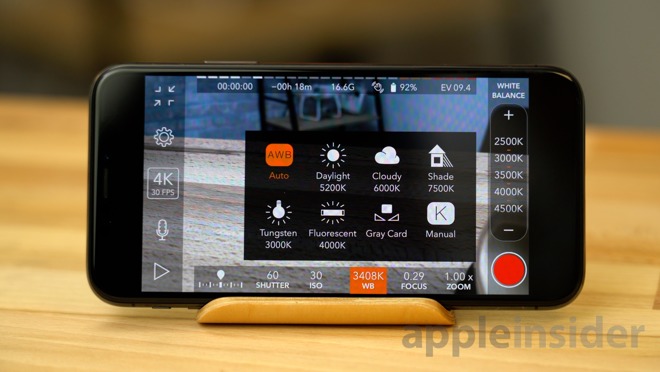 00:00:00 ~00h 18m 16.6G 92% EV 09.4
WHITE
BALANCE
4K
30 FPS
AWB
Auto
Daylight
5200K
Cloudy
6000K
Shade
7500K
Tungsten
3000K
Fluorescent
4000K
Gray Card
K
Manual
+
2500K
3000K
3500K
4000K
4500K
−
60
SHUTTER
30
ISO
3408K
WB
0.29
FOCUS
1.00 x
ZOOM
appleinsider